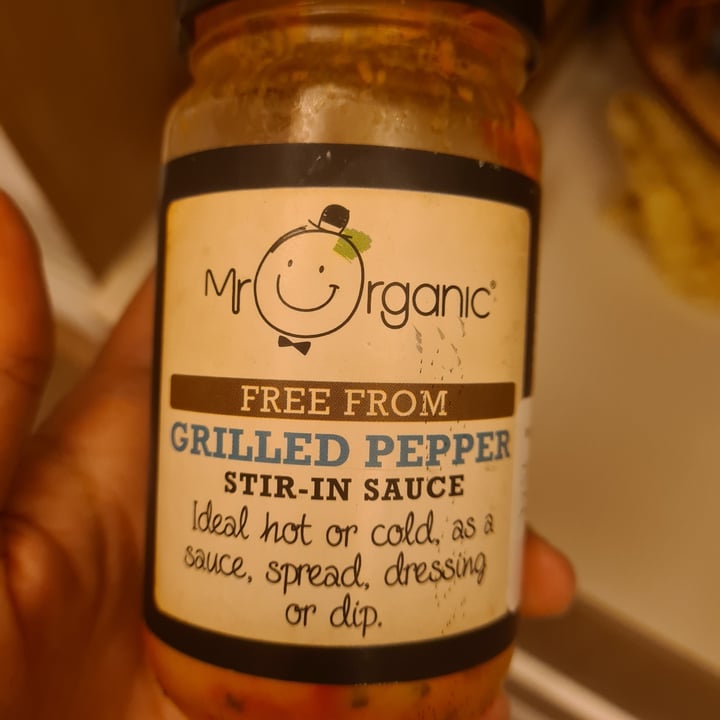 Mr Organic®
FREE FROM
GRILLED PEPPER
STIR-IN SAUCE
Ideal hot or cold, as a
sauce, spread, dressing
or dip.